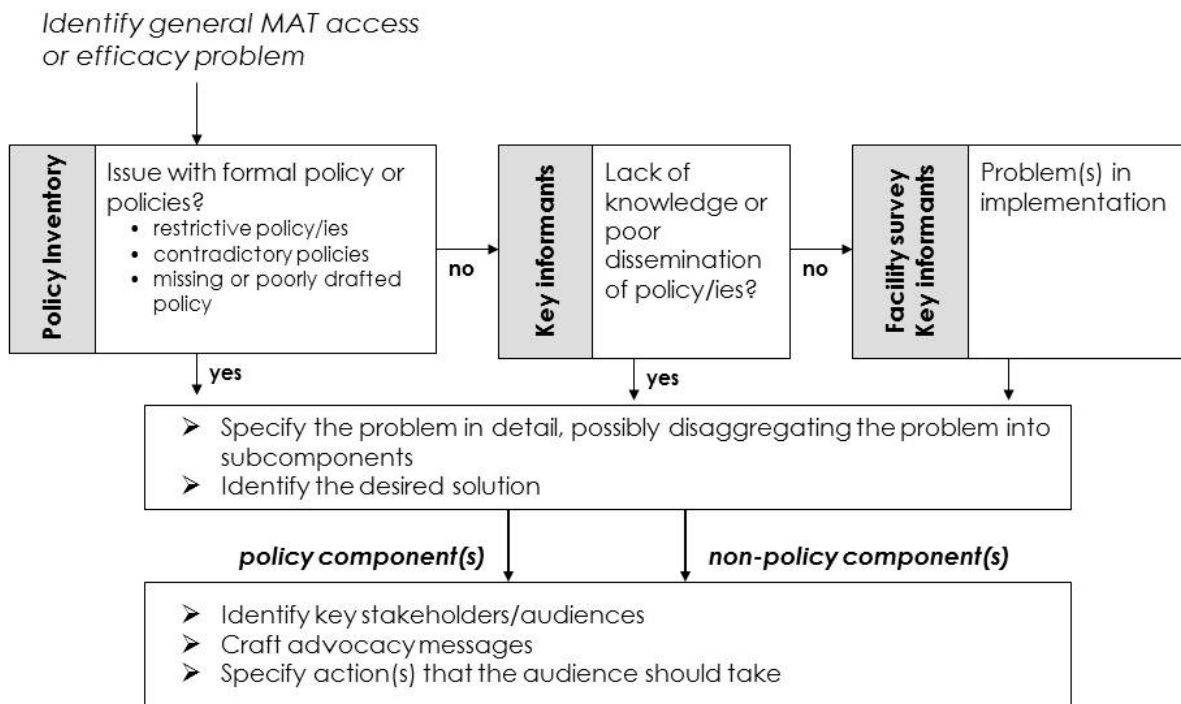 Identify general MAT access
or efficacy problem
Policy Inventory
Issue with formal policy or
policies?
• restrictive policy/ies
• contradictory policies
• missing or poorly drafted
policy
no
Key informants
Lack of
knowledge or
poor
dissemination
of policy/ies?
no
Facility survey
Key informants
Problem(s) in
implementation
yes
yes
➢ Specify the problem in detail, possibly disaggregating the problem into
subcomponents
➢ Identify the desired solution
policy component(s)
non-policy component(s)
➢ Identify key stakeholders/audiences
➢ Craft advocacy messages
➢ Specify action(s) that the audience should take